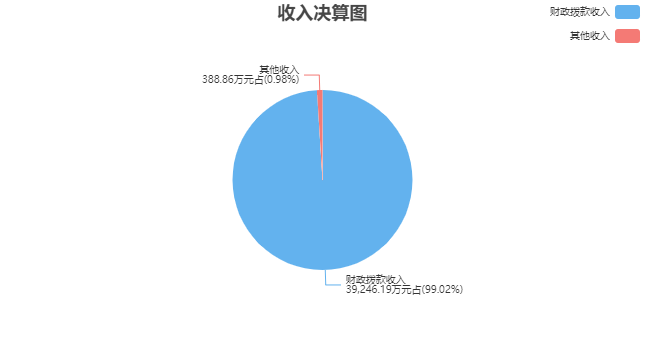 收入决算图
财政拨款收入
其他收入
其他收入
388.86万元占(0.98%)
财政拨款收入
39,246.19万元占(99.02%)